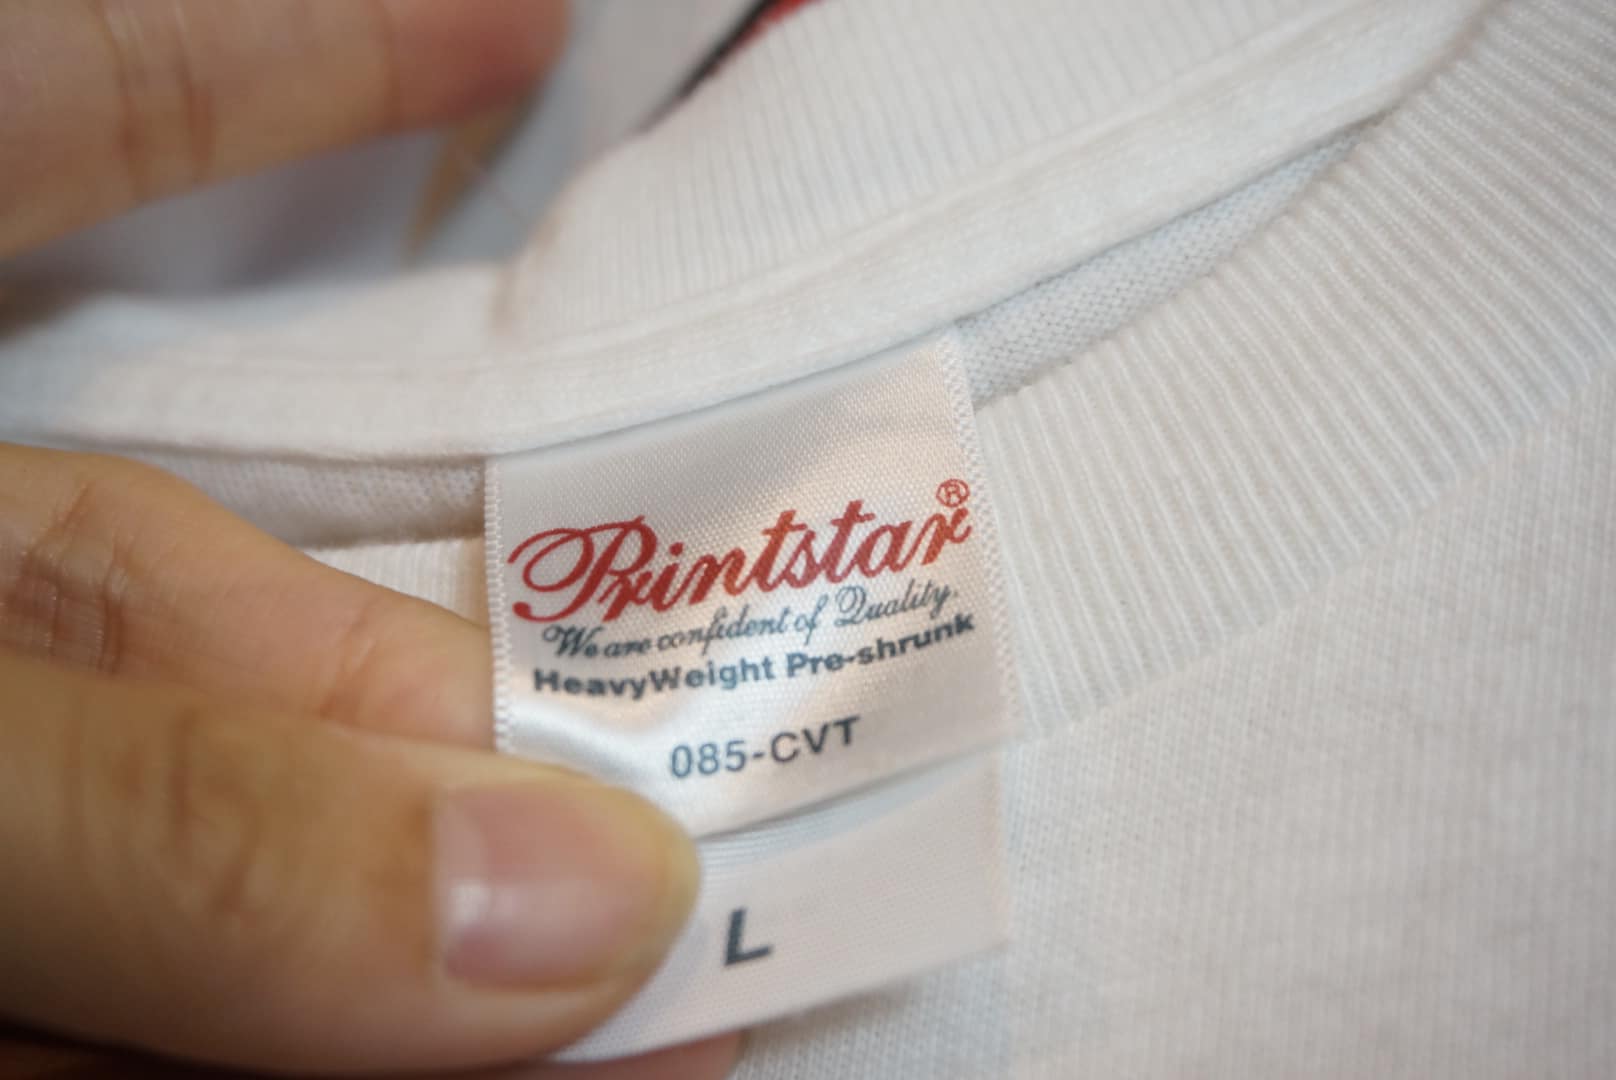 Printstar®
We are confident of Quality.
HeavyWeight Pre-shrunk
085-CVT
L